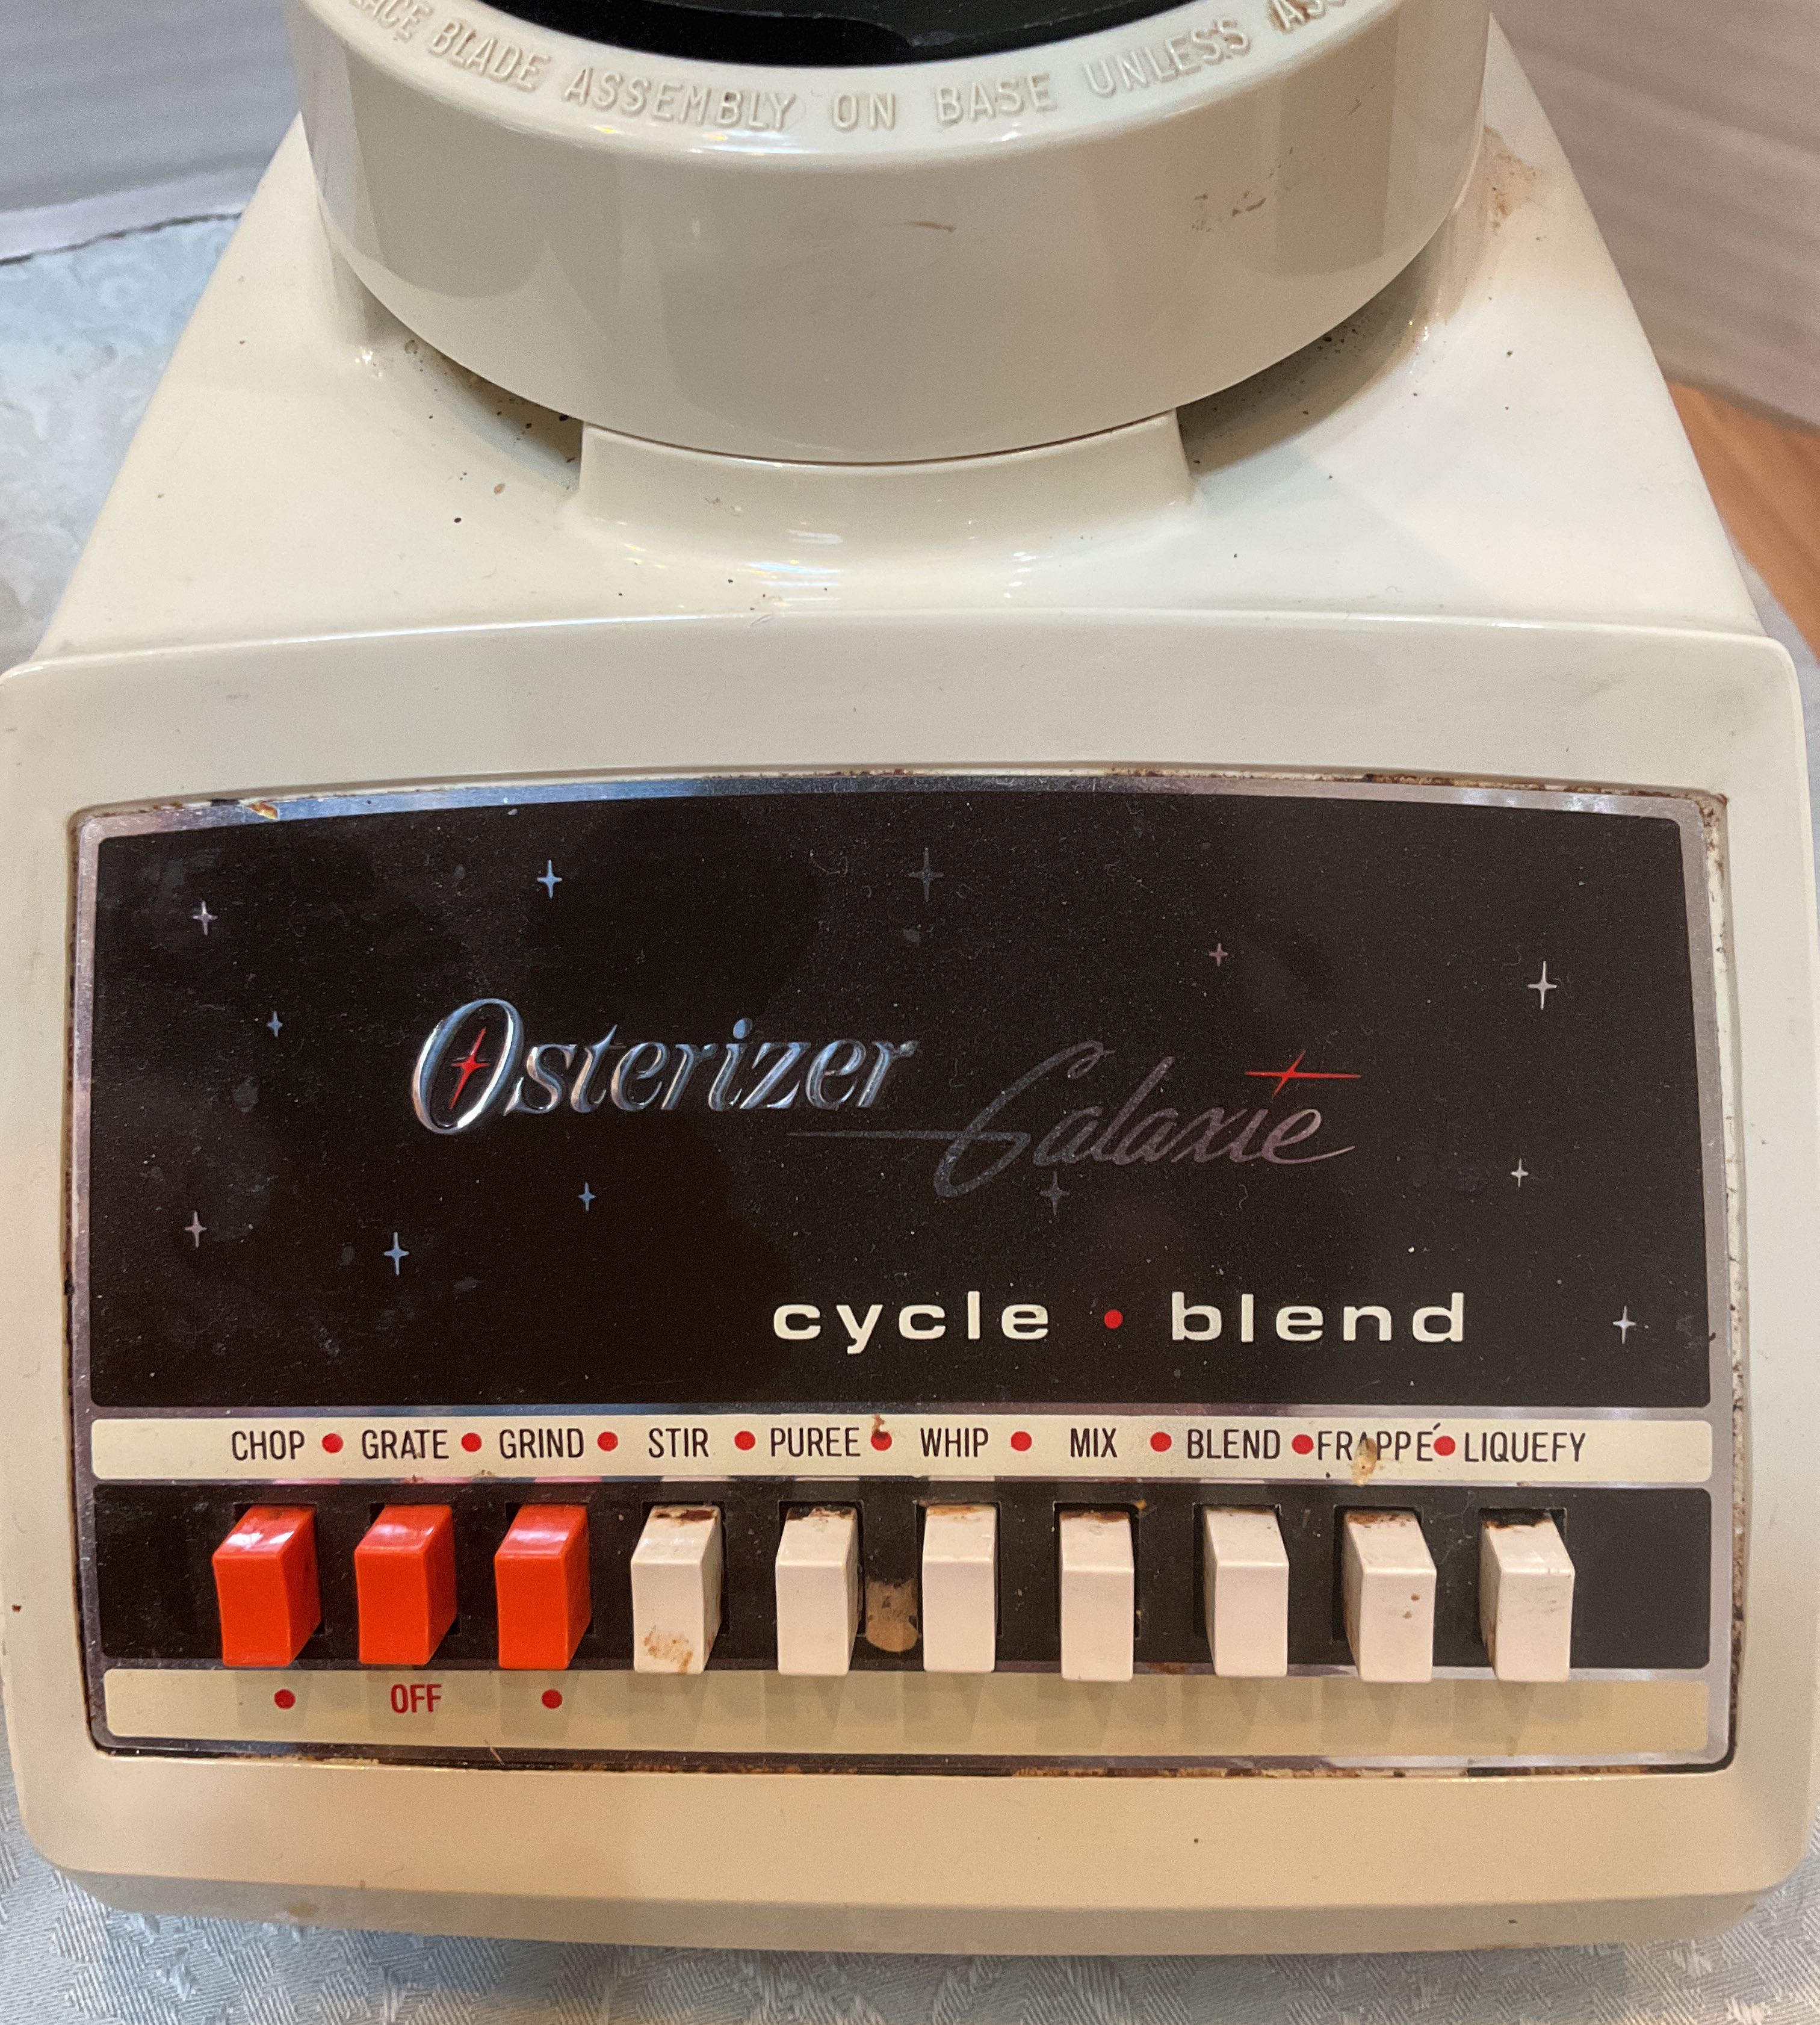 BLADE ASSEMBLY ON BASE UNLESS
Osterizer
Galaxie
cycle • blend
CHOP • GRATE • GRIND • STIR • PUREE • WHIP • MIX • BLEND • FRAPPÉ • LIQUEFY
• OFF •